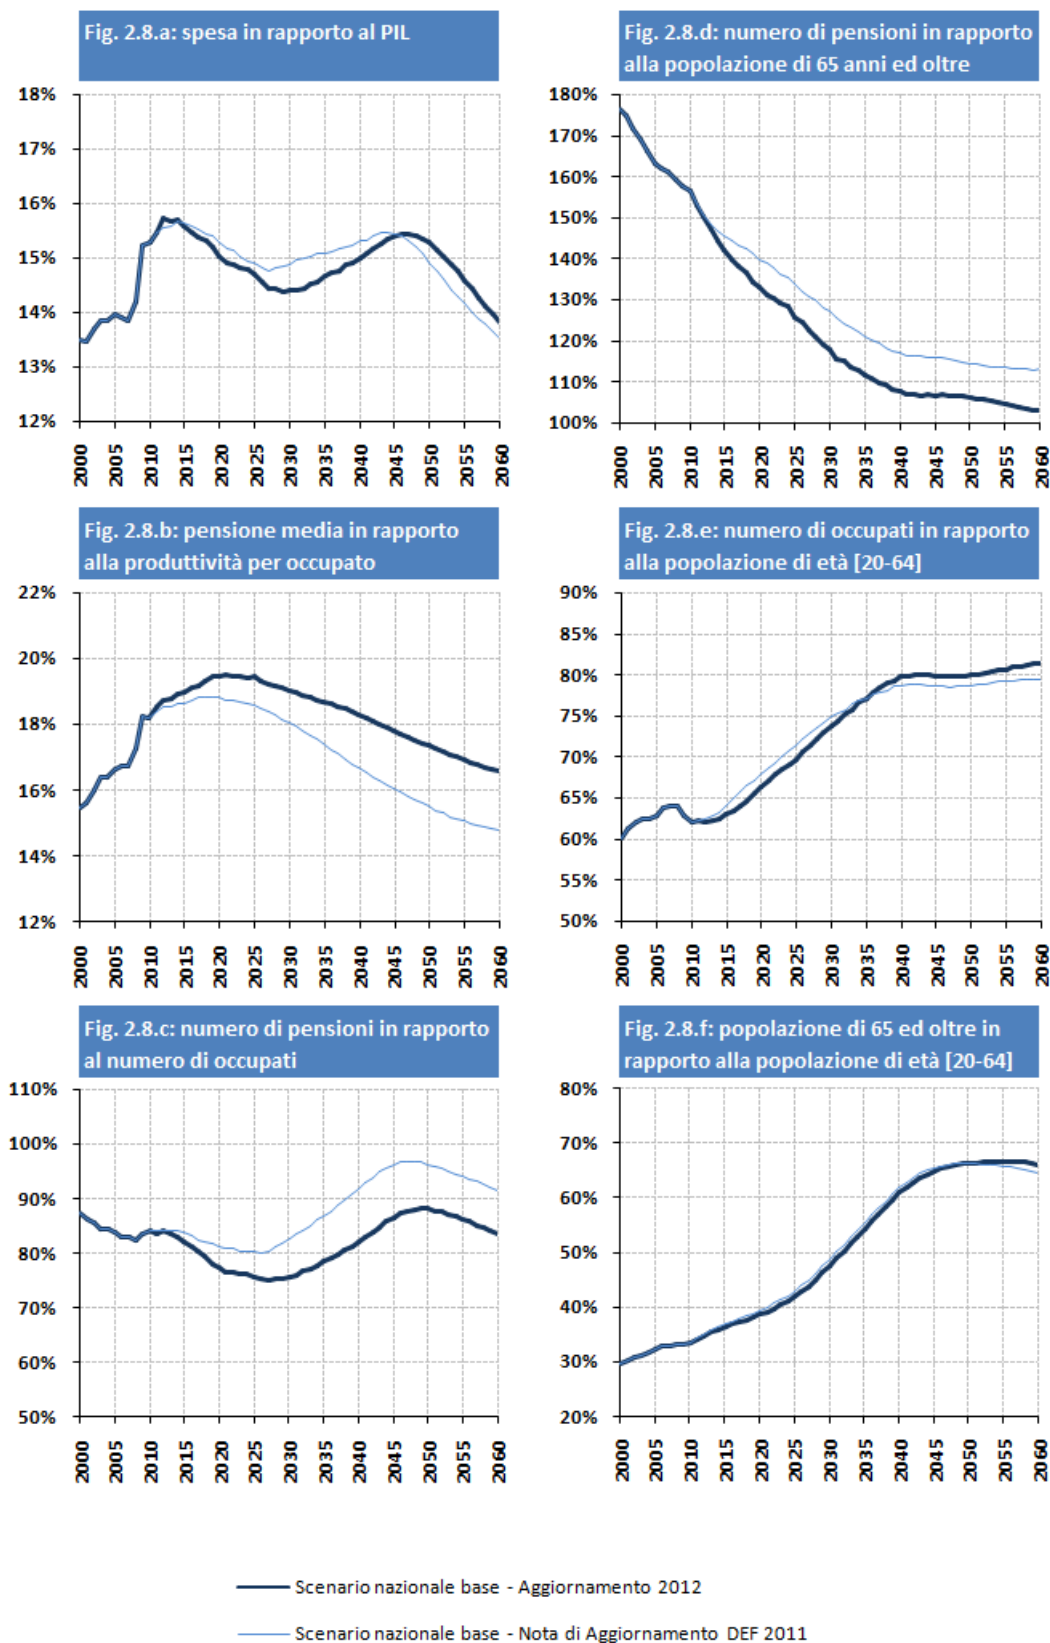 Fig. 2.8.a: spesa in rapporto al PIL
18%
17%
16%
15%
14%
13%
12%
2000 2005 2010 2015 2020 2025 2030 2035 2040 2045 2050 2055 2060
Fig. 2.8.d: numero di pensioni in rapporto
alla popolazione di 65 anni ed oltre
180%
170%
160%
150%
140%
130%
120%
110%
100%
2000 2005 2010 2015 2020 2025 2030 2035 2040 2045 2050 2055 2060
Fig. 2.8.b: pensione media in rapporto
alla produttività per occupato
22%
20%
18%
16%
14%
12%
2000 2005 2010 2015 2020 2025 2030 2035 2040 2045 2050 2055 2060
Fig. 2.8.e: numero di occupati in rapporto
alla popolazione di età [20-64]
90%
85%
80%
75%
70%
65%
60%
55%
50%
2000 2005 2010 2015 2020 2025 2030 2035 2040 2045 2050 2055 2060
Fig. 2.8.c: numero di pensioni in rapporto
al numero di occupati
110%
100%
90%
80%
70%
60%
50%
2000 2005 2010 2015 2020 2025 2030 2035 2040 2045 2050 2055 2060
Fig. 2.8.f: popolazione di 65 ed oltre in
rapporto alla popolazione di età [20-64]
80%
70%
60%
50%
40%
30%
20%
2000 2005 2010 2015 2020 2025 2030 2035 2040 2045 2050 2055 2060
Scenario nazionale base - Aggiornamento 2012
Scenario nazionale base - Nota di Aggiornamento DEF 2011